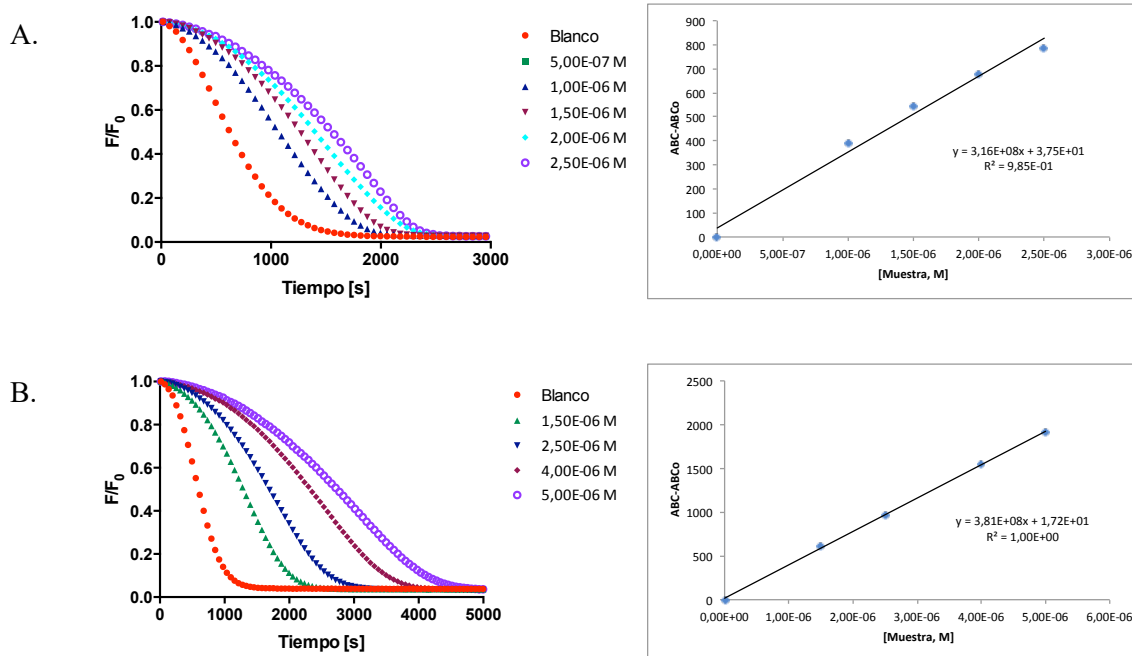 A.
F/F0
1.0
0.8
0.6
0.4
0.2
0.0
0 1000 2000 3000
Tiempo [s]
Blanco
5,00E-07 M
1,00E-06 M
1,50E-06 M
2,00E-06 M
2,50E-06 M
ABC-ABCo
900
800
700
600
500
400
300
200
100
0
y = 3,16E+08x + 3,75E+01
R² = 9,85E-01
0,00E+00 5,00E-07 1,00E-06 1,50E-06 2,00E-06 2,50E-06 3,00E-06
[Muestra, M]
B.
F/F0
1.0
0.8
0.6
0.4
0.2
0.0
0 1000 2000 3000 4000 5000
Tiempo [s]
Blanco
1,50E-06 M
2,50E-06 M
4,00E-06 M
5,00E-06 M
ABC-ABCo
2500
2000
1500
1000
500
0
y = 3,81E+08x + 1,72E+01
R² = 1,00E+00
0,00E+00 1,00E-06 2,00E-06 3,00E-06 4,00E-06 5,00E-06 6,00E-06
[Muestra, M]